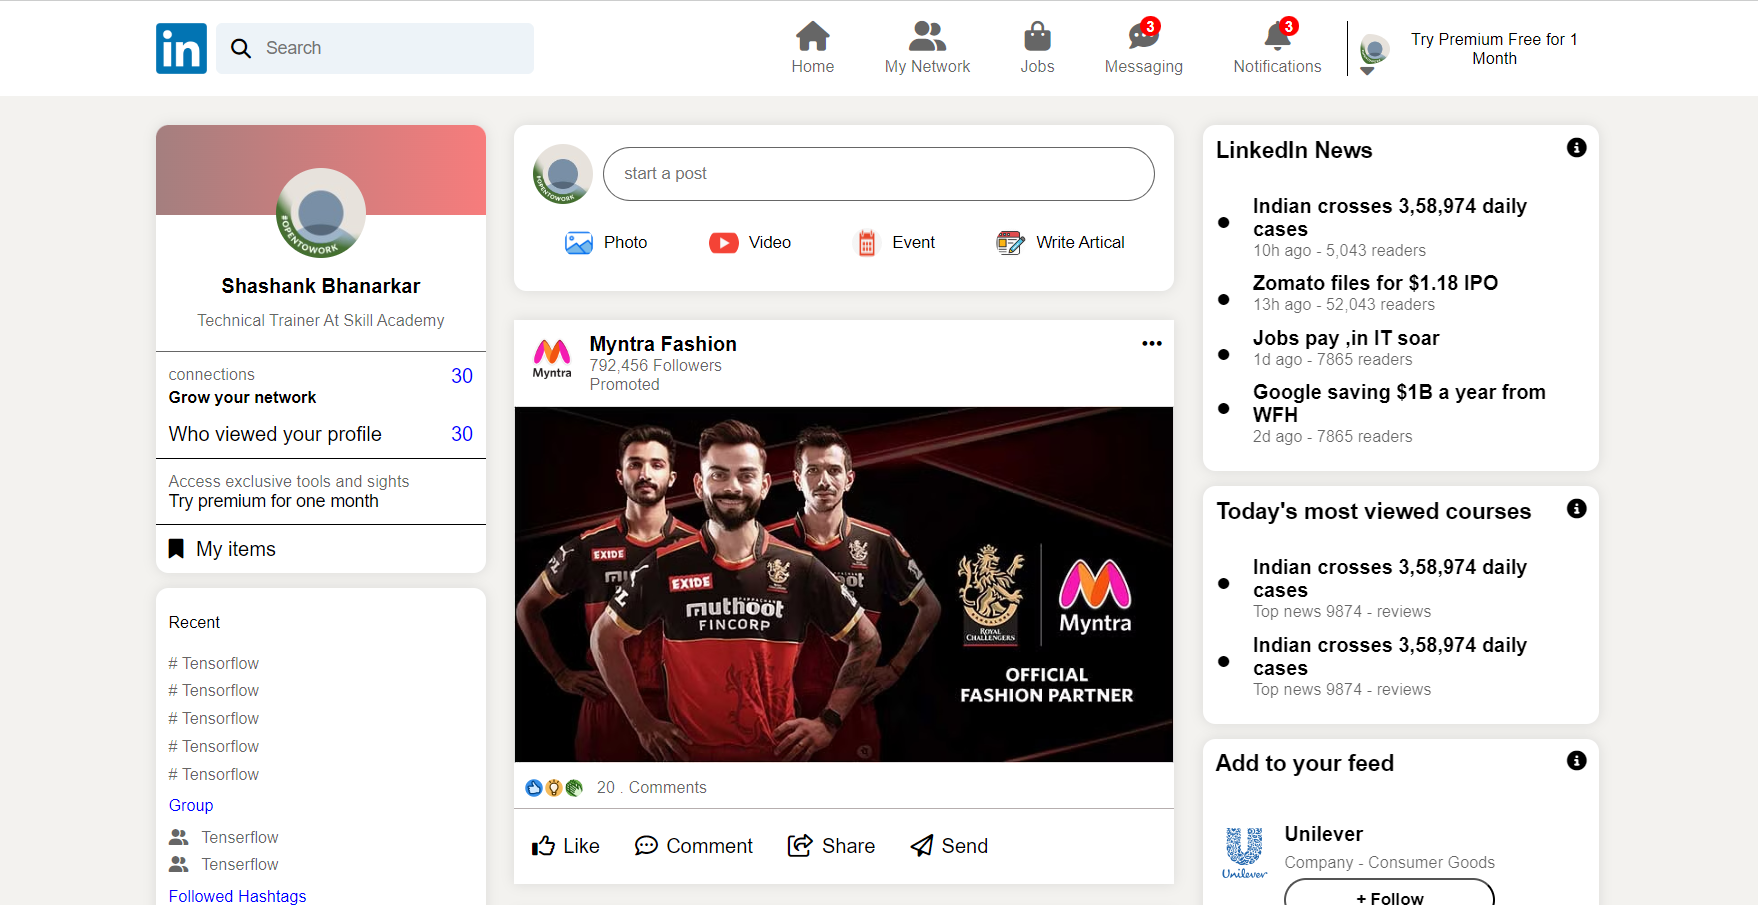 in
Search
Home
My Network
Jobs
3
Messaging
3
Notifications
Try Premium Free for 1
Month
#OPENTOWORK
Shashank Bhanarkar
Technical Trainer At Skill Academy
connections 30
Grow your network
Who viewed your profile 30
Access exclusive tools and sights
Try premium for one month
My items
Recent
# Tensorflow
# Tensorflow
# Tensorflow
# Tensorflow
# Tensorflow
Group
Tenserflow
Tenserflow
Followed Hashtags
#OPENTOWORK
start a post
Photo Video Event Write Artical
Myntra
Myntra Fashion
792,456 Followers
Promoted
EXIDE
EXIDE
muthoot
FINCORP
ROYAL
CHALLENGERS
Myntra
OFFICIAL
FASHION PARTNER
20 . Comments
Like Comment Share Send
LinkedIn News
Indian crosses 3,58,974 daily
cases
10h ago - 5,043 readers
Zomato files for $1.18 IPO
13h ago - 52,043 readers
Jobs pay ,in IT soar
1d ago - 7865 readers
Google saving $1B a year from
WFH
2d ago - 7865 readers
Today's most viewed courses
Indian crosses 3,58,974 daily
cases
Top news 9874 - reviews
Indian crosses 3,58,974 daily
cases
Top news 9874 - reviews
Add to your feed
Unilever
Unilever
Company - Consumer Goods
+ Follow